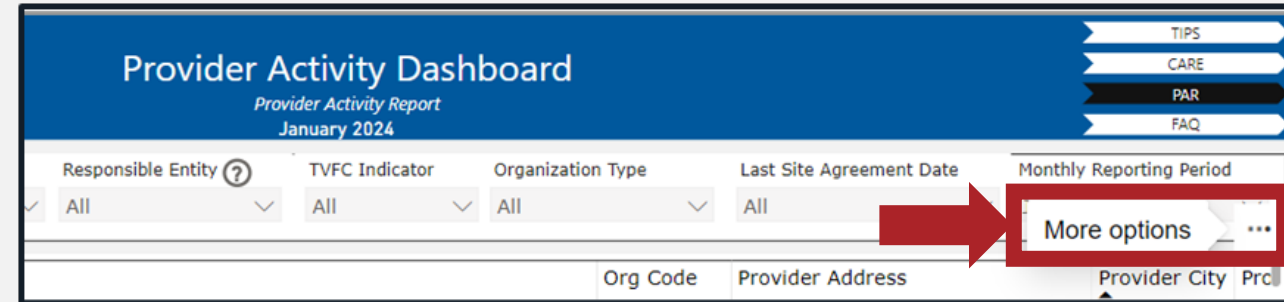 TIPS
Provider Activity Dashboard
CARE
Provider Activity Report
PAR
January 2024
FAQ
Responsible Entity ? TVFC Indicator Organization Type Last Site Agreement Date Monthly Reporting Period
All All All All
More options ...
Org Code Provider Address Provider City